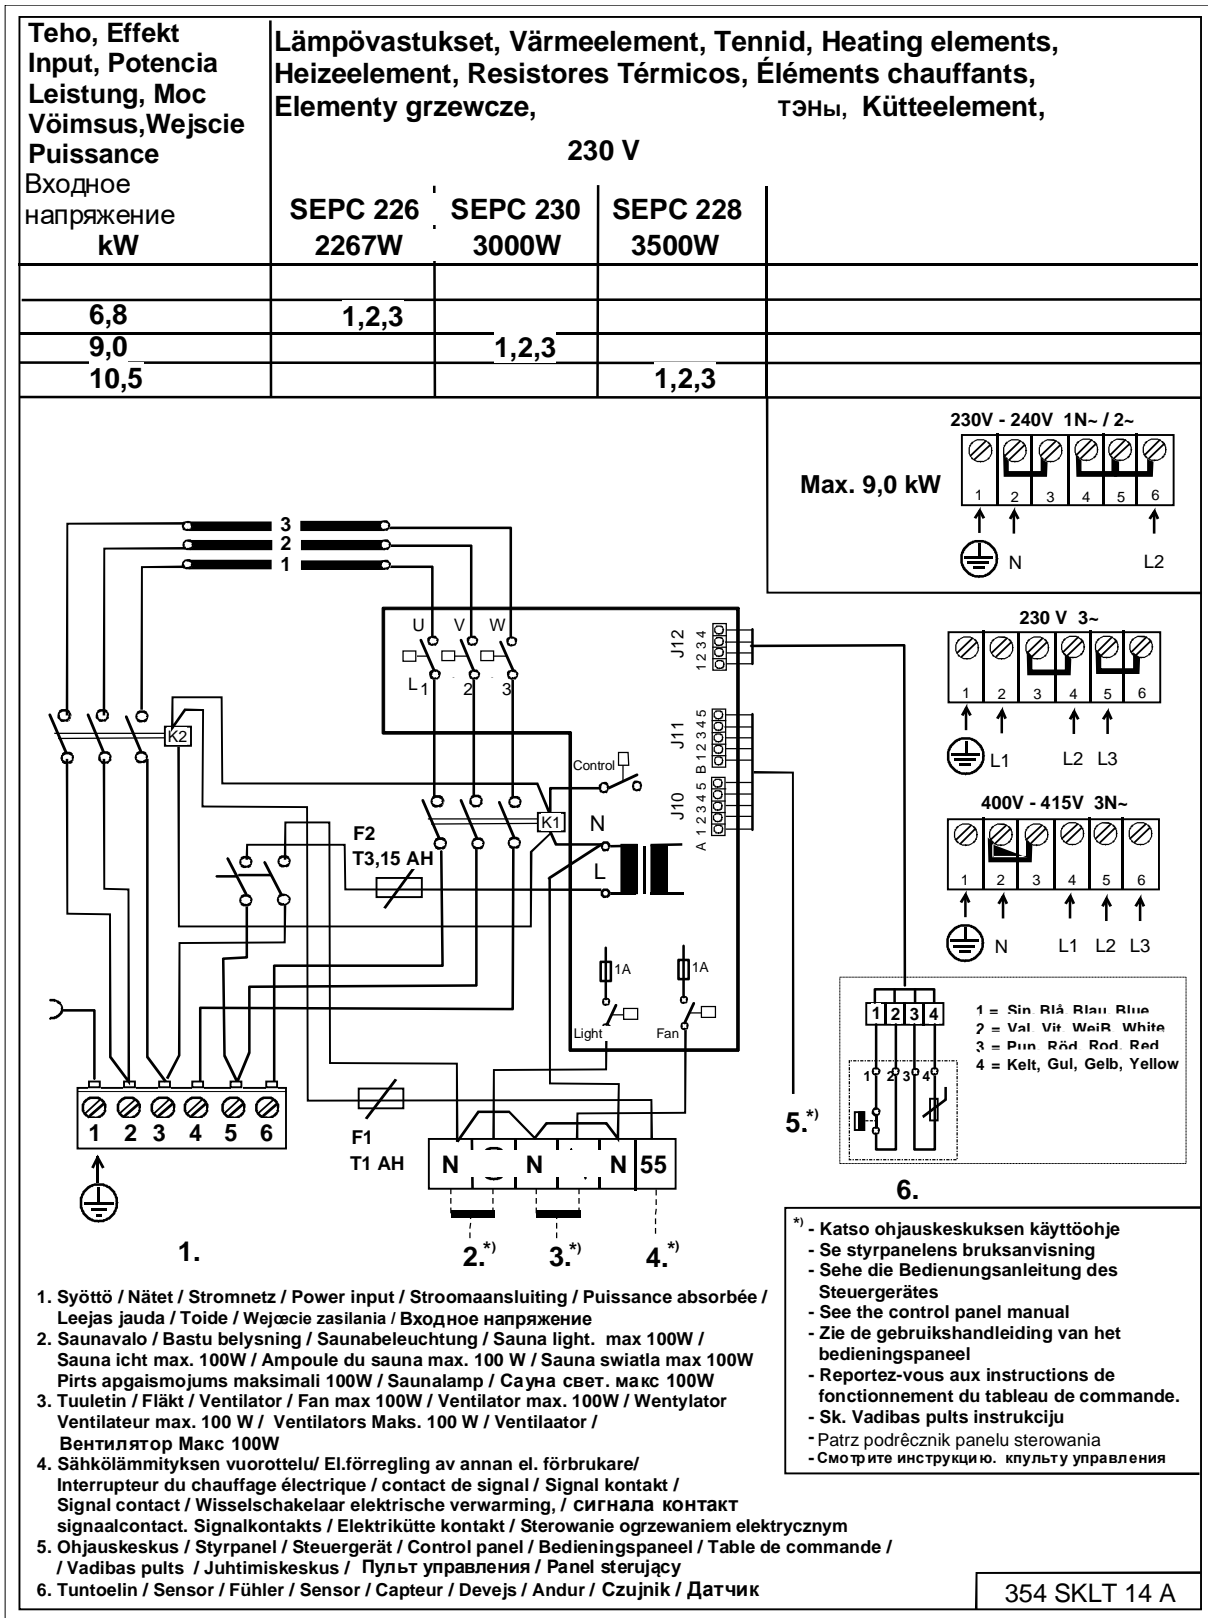 Teho, Effekt
Input, Potencia
Leistung, Moc
Vöimsus,Wejscie
Puissance
Входное
напряжение
kW
Lämpövastukset, Värmeelement, Tennid, Heating elements,
Heizeelement, Resistores Térmicos, Éléments chauffants,
Elementy grzewcze, ТЭНы, Kütteelement,
230 V
SEPC 226 SEPC 230 SEPC 228
2267W 3000W 3500W
6,8 1,2,3
9,0 1,2,3
10,5 1,2,3
230V - 240V 1N~ / 2~
Max. 9,0 kW
1 2 3 4 5 6
N L2
3
2
1
U V W
L1 2 3
J12
1 2 3 4
J11
B 1 2 3 4 5
J10
A 1 2 3 4 5
K2
Control
K1
N
L
F2
T3,15 AH
1A 1A
Light Fan
230 V 3~
1 2 3 4 5 6
L1 L2 L3
400V - 415V 3N~
1 2 3 4 5 6
N L1 L2 L3
1 2 3 4
1 2 3 4
1 = Sin, Blå, Blau, Blue
2 = Val, Vit, WeiB, White
3 = Pun, Röd, Rod, Red
4 = Kelt, Gul, Gelb, Yellow
6.
5.*)
1 2 3 4 5 6
F1
T1 AH
N N N 55
1.
2.*) 3.*) 4.*)
*) - Katso ohjauskeskuksen käyttöohje
- Se styrpanelens bruksanvisning
- Sehe die Bedienungsanleitung des
Steuergerätes
- See the control panel manual
- Zie de gebruikshandleiding van het
bedieningspaneel
- Reportez-vous aux instructions de
fonctionnement du tableau de commande.
- Sk. Vadibas pults instrukciju
- Patrz podrêcznik panelu sterowania
- Смотрите инструкцию. кпульту управления
1. Syöttö / Nätet / Stromnetz / Power input / Stroomaansluiting / Puissance absorbée /
Leejas jauda / Toide / Wejœcie zasilania / Входное напряжение
2. Saunavalo / Bastu belysning / Saunabeleuchtung / Sauna light. max 100W /
Sauna icht max. 100W / Ampoule du sauna max. 100 W / Sauna swiatla max 100W
Pirts apgaismojums maksimali 100W / Saunalamp / Сауна свет. макс 100W
3. Tuuletin / Fläkt / Ventilator / Fan max 100W / Ventilator max. 100W / Wentylator
Ventilateur max. 100 W / Ventilators Maks. 100 W / Ventilaator /
Вентилятор Макс 100W
4. Sähkölämmityksen vuorottelu/ El.förregling av annan el. förbrukare/
Interrupteur du chauffage électrique / contact de signal / Signal kontakt /
Signal contact / Wisselschakelaar elektrische verwarming, / сигнала контакт
signaalcontact. Signalkontakts / Elektrikütte kontakt / Sterowanie ogrzewaniem elektrycznym
5. Ohjauskeskus / Styrpanel / Steuergerät / Control panel / Bedieningspaneel / Table de commande /
/ Vadibas pults / Juhtimiskeskus / Пульт управления / Panel sterujący
6. Tuntoelin / Sensor / Fühler / Sensor / Capteur / Devejs / Andur / Czujnik / Датчик
354 SKLT 14 A